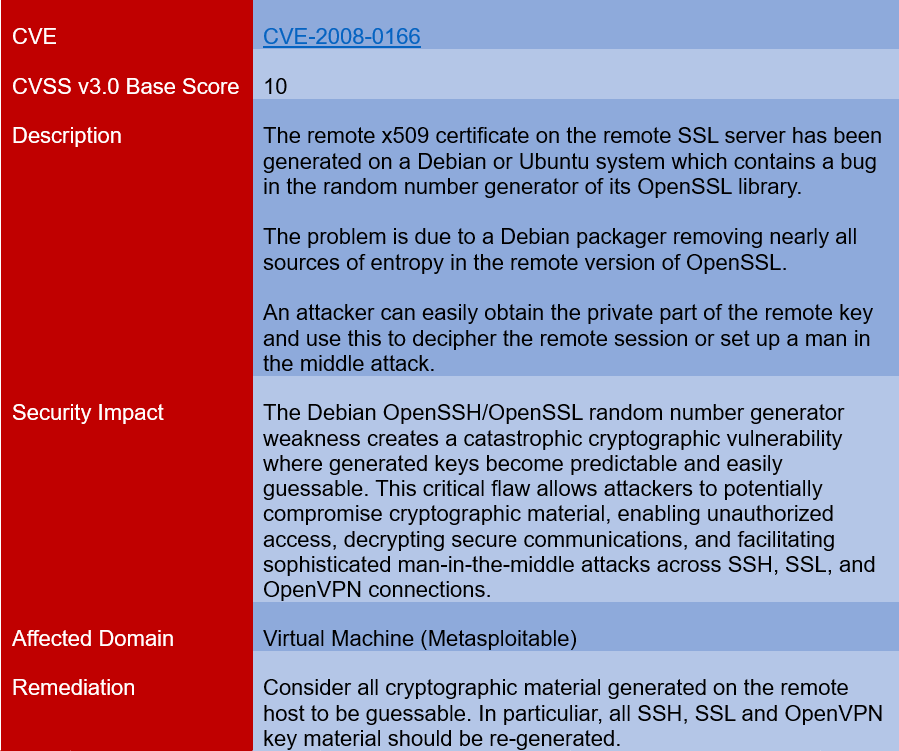 CVE
CVE-2008-0166
CVSS v3.0 Base Score
10
Description
The remote x509 certificate on the remote SSL server has been
generated on a Debian or Ubuntu system which contains a bug
in the random number generator of its OpenSSL library.
The problem is due to a Debian packager removing nearly all
sources of entropy in the remote version of OpenSSL.
An attacker can easily obtain the private part of the remote key
and use this to decipher the remote session or set up a man in
the middle attack.
Security Impact
The Debian OpenSSH/OpenSSL random number generator
weakness creates a catastrophic cryptographic vulnerability
where generated keys become predictable and easily
guessable. This critical flaw allows attackers to potentially
compromise cryptographic material, enabling unauthorized
access, decrypting secure communications, and facilitating
sophisticated man-in-the-middle attacks across SSH, SSL, and
OpenVPN connections.
Affected Domain
Virtual Machine (Metasploitable)
Remediation
Consider all cryptographic material generated on the remote
host to be guessable. In particuiliar, all SSH, SSL and OpenVPN
key material should be re-generated.